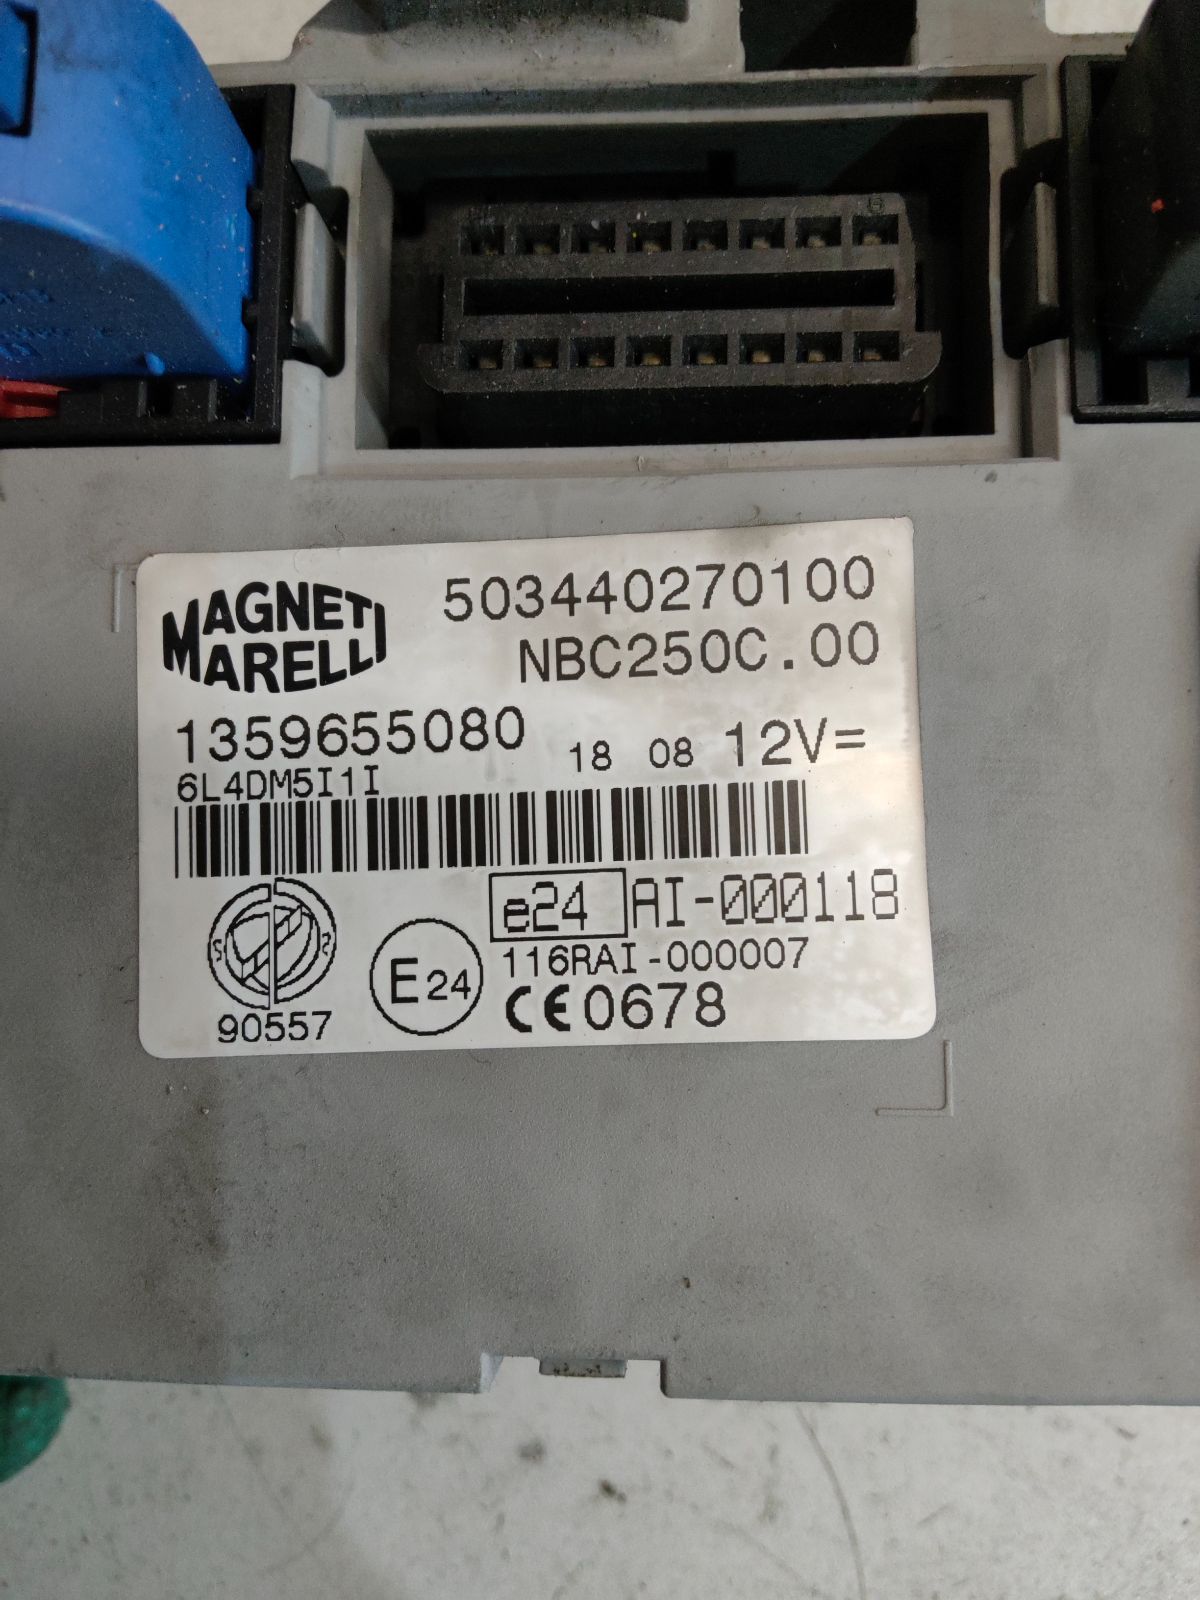 MAGNETI
MARELLI
503440270100
NBC250C.00
1359655080
18 08 12V=
6L4DM5I1I
e24 AI-000118
116RAI-000007
E24
CE0678
90557